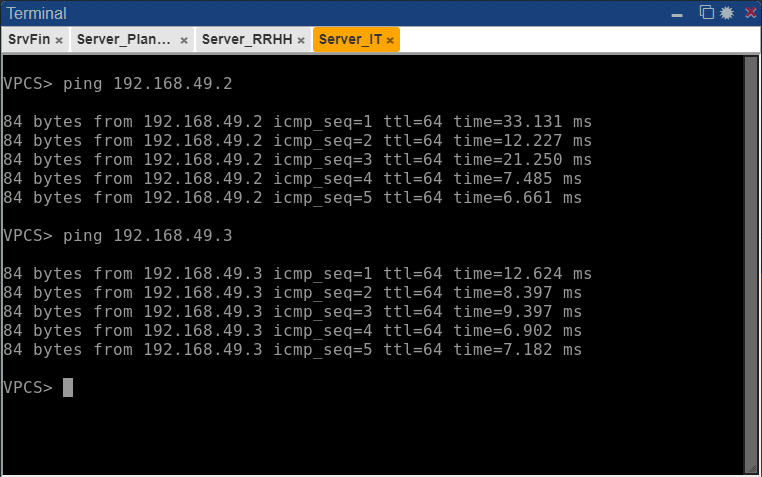 Terminal
SrvFin × Server_Plan... × Server_RRHH × Server_IT ×
VPCS> ping 192.168.49.2
84 bytes from 192.168.49.2 icmp_seq=1 ttl=64 time=33.131 ms
84 bytes from 192.168.49.2 icmp_seq=2 ttl=64 time=12.227 ms
84 bytes from 192.168.49.2 icmp_seq=3 ttl=64 time=21.250 ms
84 bytes from 192.168.49.2 icmp_seq=4 ttl=64 time=7.485 ms
84 bytes from 192.168.49.2 icmp_seq=5 ttl=64 time=6.661 ms
VPCS> ping 192.168.49.3
84 bytes from 192.168.49.3 icmp_seq=1 ttl=64 time=12.624 ms
84 bytes from 192.168.49.3 icmp_seq=2 ttl=64 time=8.397 ms
84 bytes from 192.168.49.3 icmp_seq=3 ttl=64 time=9.397 ms
84 bytes from 192.168.49.3 icmp_seq=4 ttl=64 time=6.902 ms
84 bytes from 192.168.49.3 icmp_seq=5 ttl=64 time=7.182 ms
VPCS>